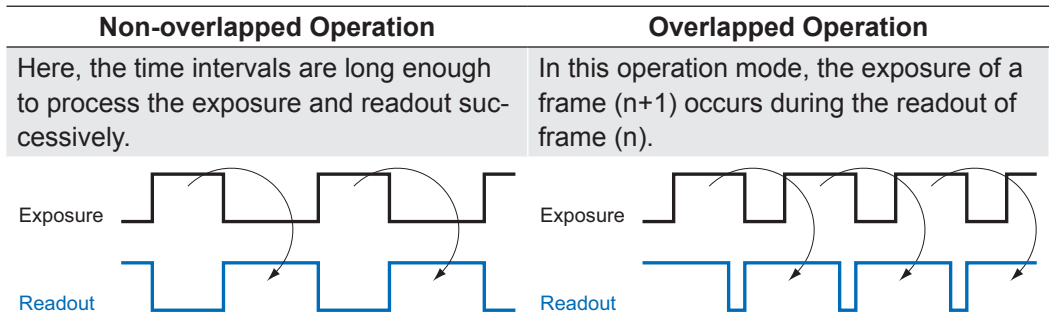 Non-overlapped Operation
Overlapped Operation
Here, the time intervals are long enough
to process the exposure and readout suc-
cessively.
In this operation mode, the exposure of a
frame (n+1) occurs during the readout of
frame (n).
Exposure
Readout
Exposure
Readout